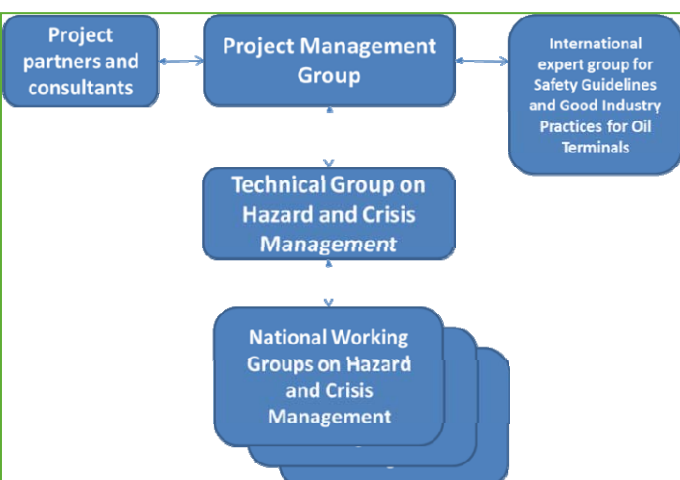 Project
partners and
consultants
Project Management
Group
International
expert group for
Safety Guidelines
and Good Industry
Practices for Oil
Terminals
Technical Group on
Hazard and Crisis
Management
National Working
Groups on Hazard
and Crisis
Management